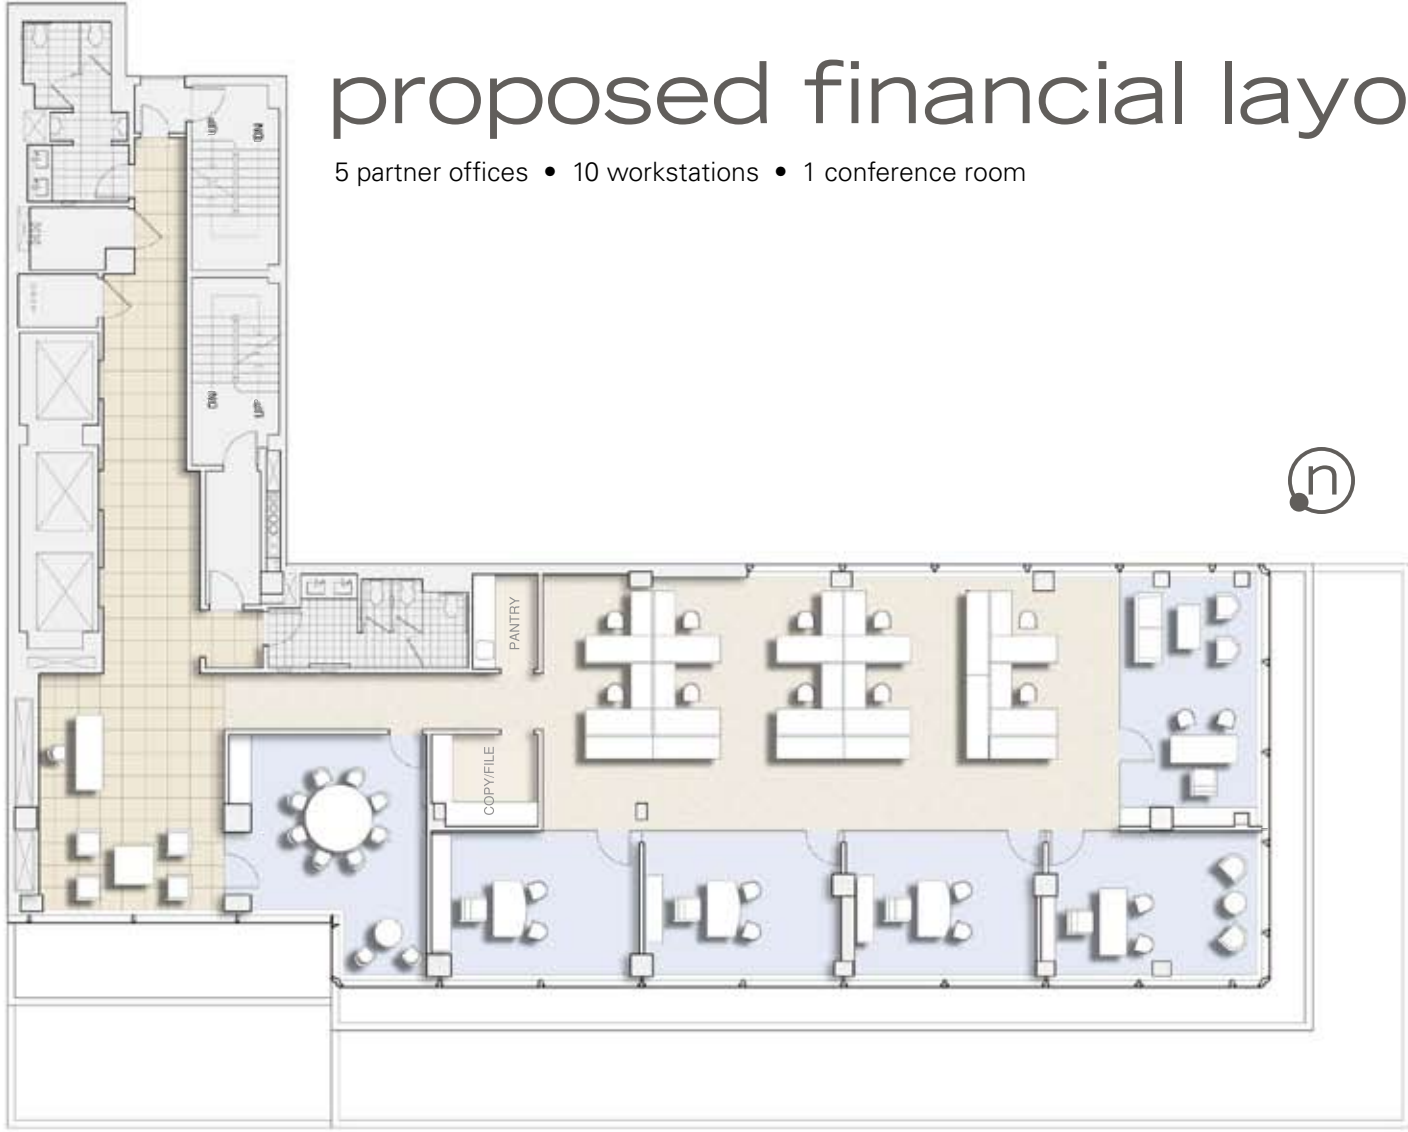 proposed financial layo
5 partner offices • 10 workstations • 1 conference room
UP
DN
DN
UP
n
PANTRY
COPY/FILE